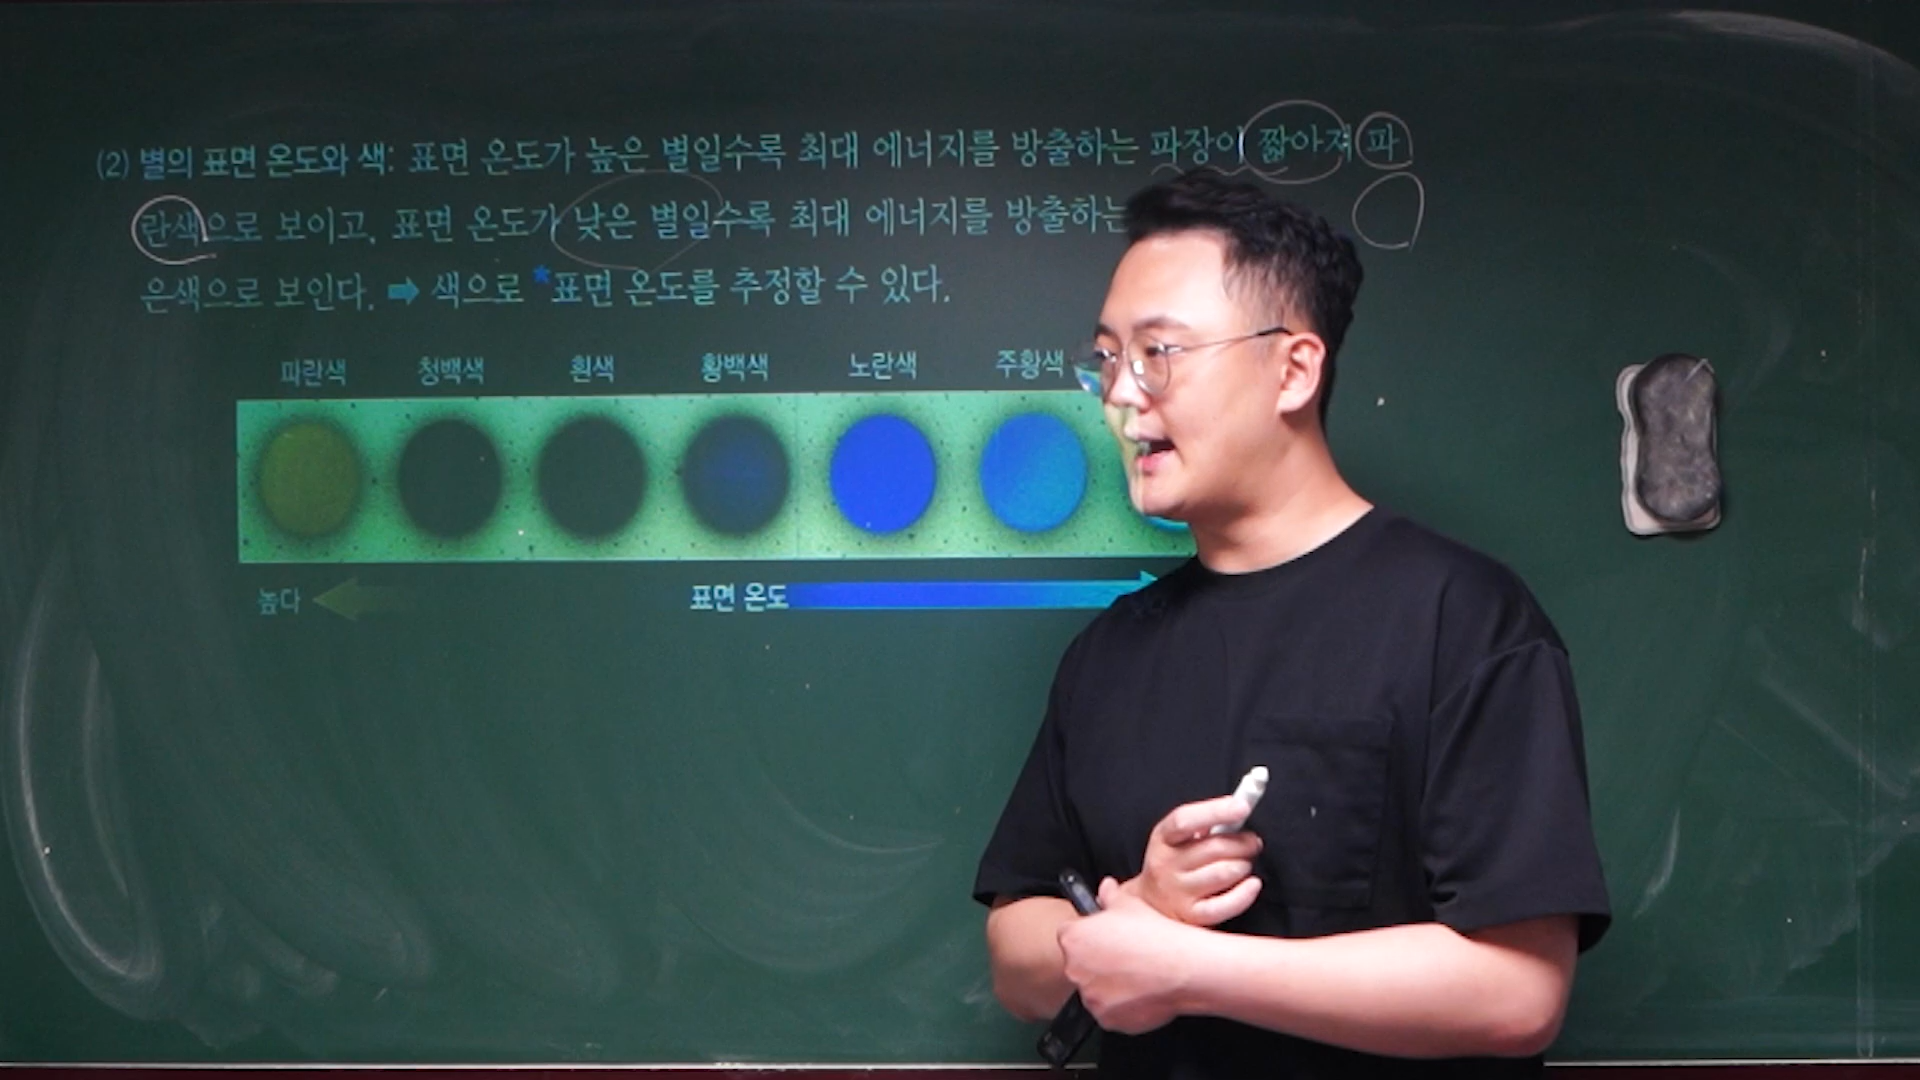 (2) 별의 표면 온도와 색: 표면 온도가 높은 별일수록 최대 에너지를 방출하는 파장이 짧아져 파
란색으로 보이고, 표면 온도가 낮은 별일수록 최대 에너지를 방출하는
은색으로 보인다. ➡ 색으로 *표면 온도를 추정할 수 있다.
파란색 청백색 흰색 황백색 노란색 주황색
높다 표면 온도